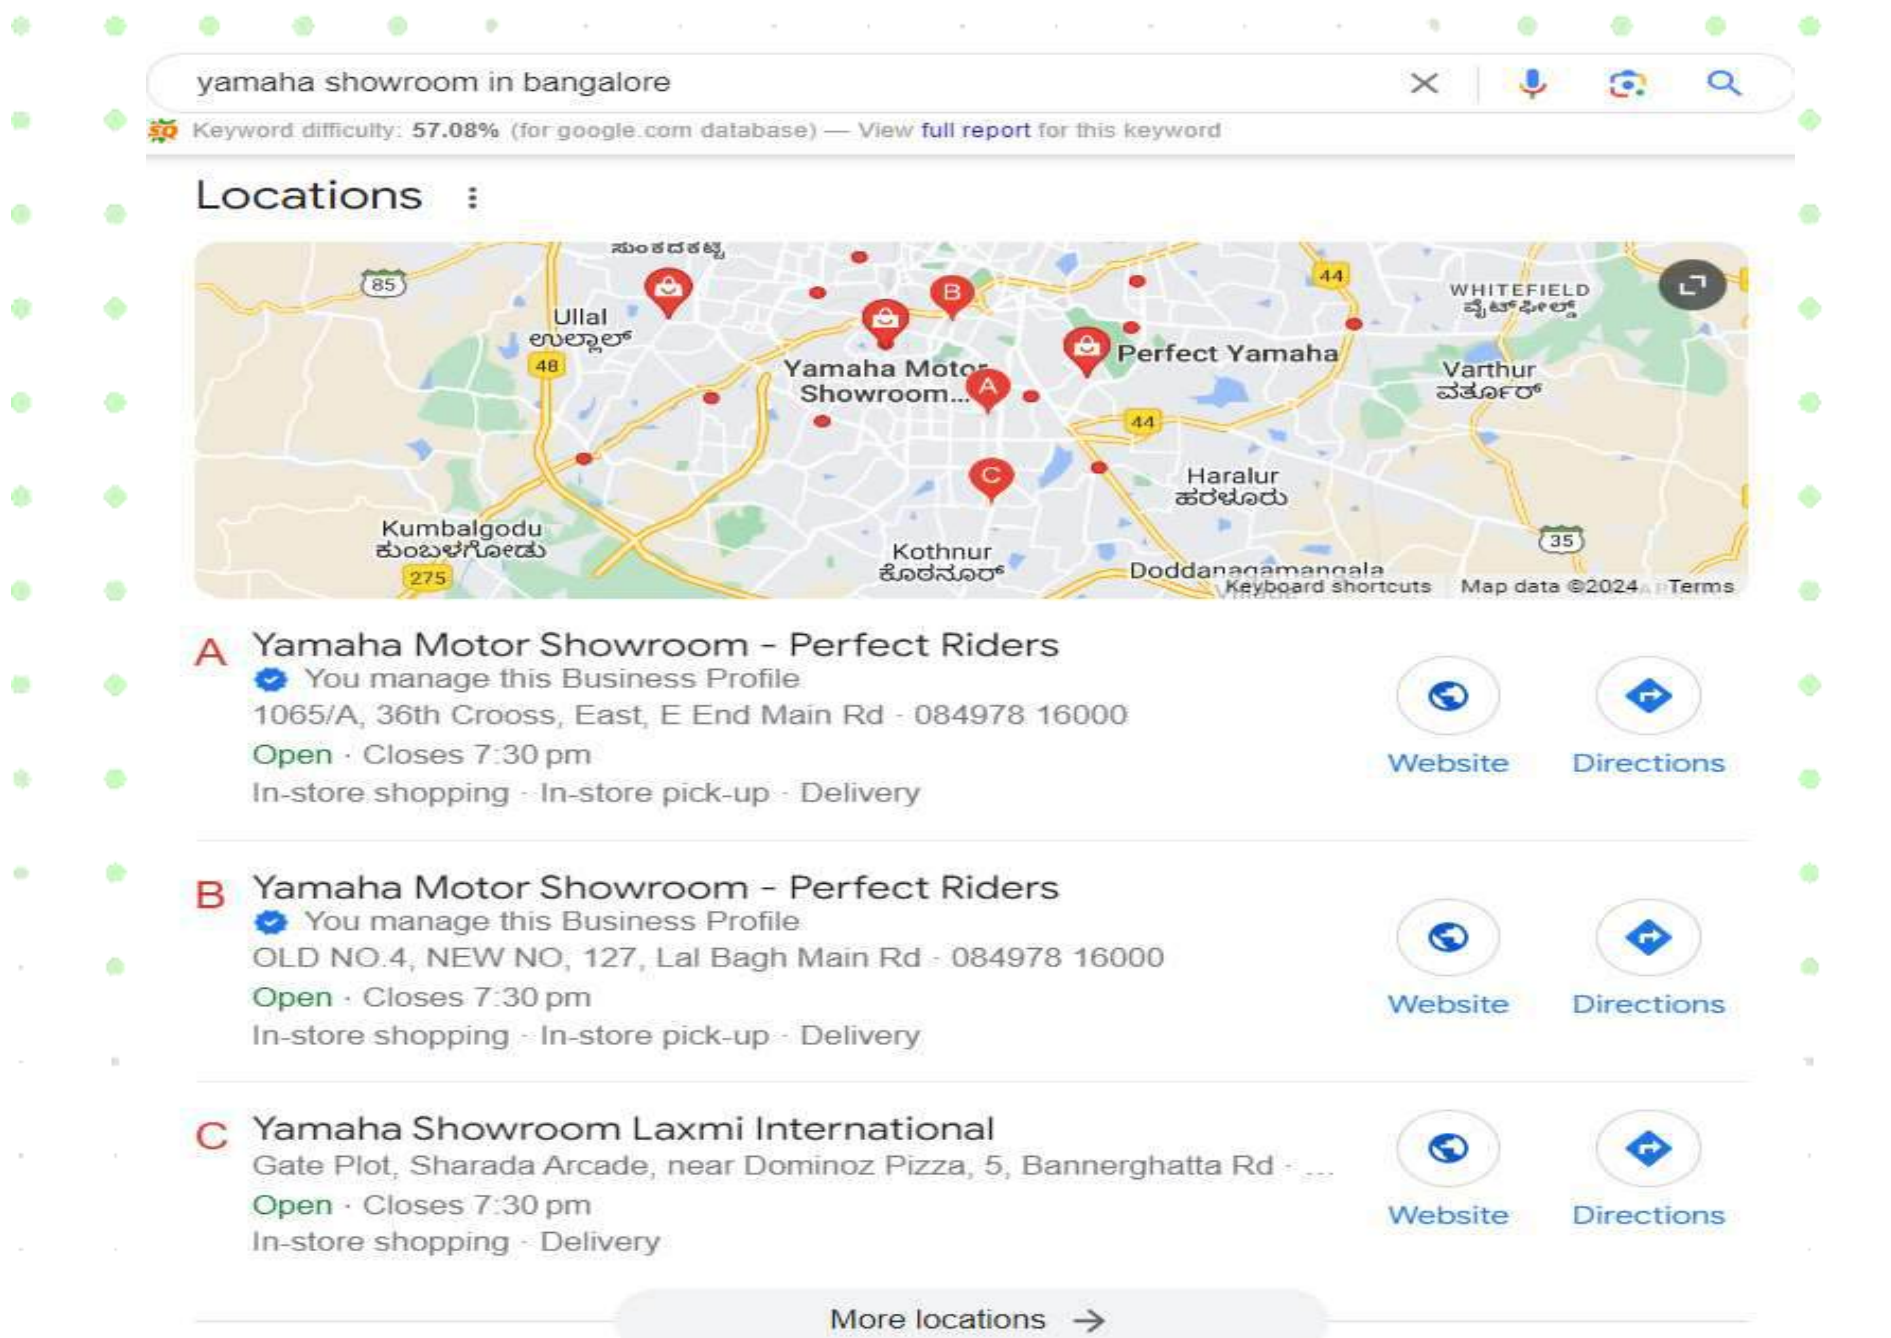 yamaha showroom in bangalore
SQ Keyword difficulty: 57.08% (for google.com database) — View full report for this keyword
Locations
ಸುಂಕದಕಟ್ಟೆ
85
B
44
WHITEFIELD
ವೈಟ್‌ಫೀಲ್ಡ್
Ullal
ಉಲ್ಲಾಲ್
48
Yamaha Motor
Showroom...
A
Perfect Yamaha
Varthur
ವರ್ತೂರ್
44
C
Haralur
ಹರಳೂರು
Kumbalgodu
ಕುಂಬಳಗೋಡು
275
Kothnur
ಕೊಠನೂರ್
35
Doddanagamangala
Keyboard shortcuts Map data ©2024 Terms
A Yamaha Motor Showroom - Perfect Riders
You manage this Business Profile
1065/A, 36th Crooss, East, E End Main Rd · 084978 16000
Open · Closes 7:30 pm
In-store shopping · In-store pick-up · Delivery
Website Directions
B Yamaha Motor Showroom - Perfect Riders
You manage this Business Profile
OLD NO.4, NEW NO, 127, Lal Bagh Main Rd · 084978 16000
Open · Closes 7:30 pm
In-store shopping · In-store pick-up · Delivery
Website Directions
C Yamaha Showroom Laxmi International
Gate Plot, Sharada Arcade, near Dominoz Pizza, 5, Bannerghatta Rd · ...
Open · Closes 7:30 pm
In-store shopping · Delivery
Website Directions
More locations